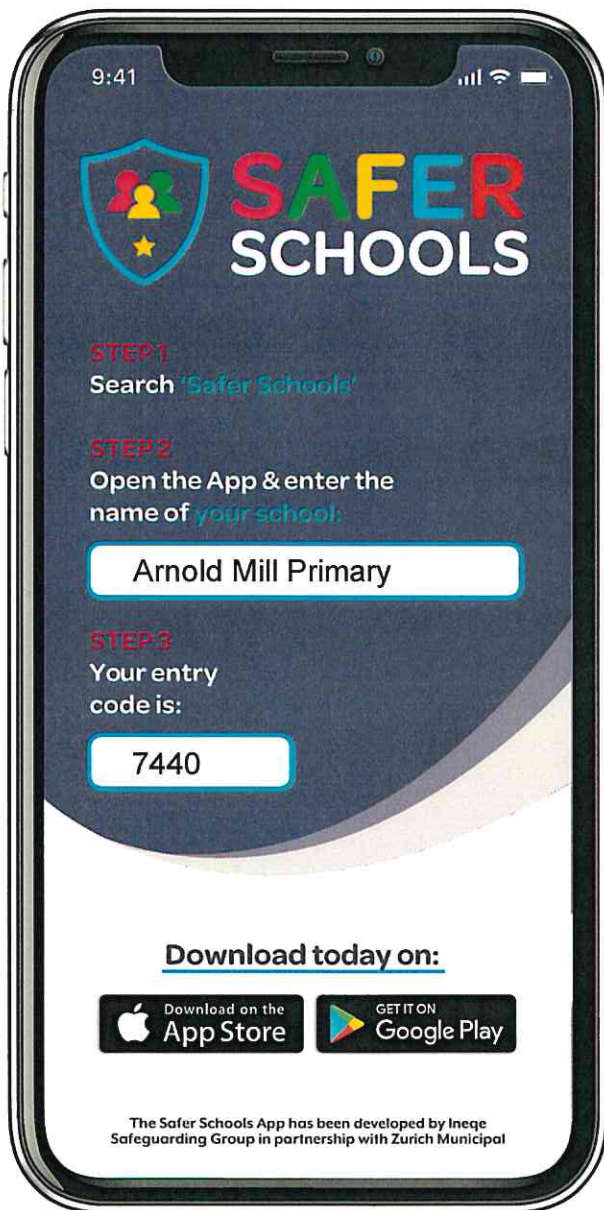 9:41
SAFER
SCHOOLS
STEP 1
Search 'Safer Schools'
STEP 2
Open the App & enter the
name of your school:
Arnold Mill Primary
STEP 3
Your entry
code is:
7440
Download today on:
Download on the
App Store
GET IT ON
Google Play
The Safer Schools App has been developed by Ineqe
Safeguarding Group in partnership with Zurich Municipal